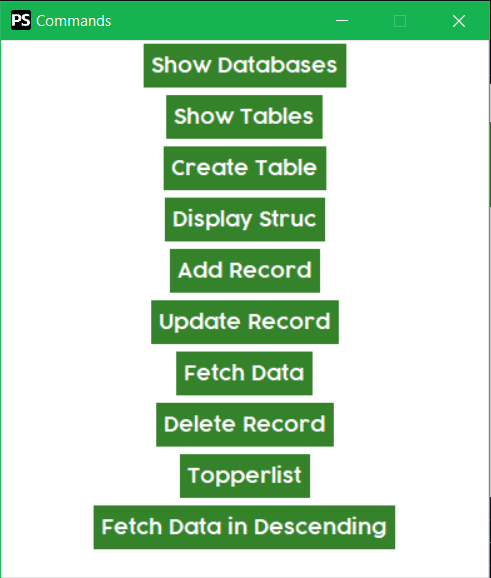 PS Commands
Show Databases
Show Tables
Create Table
Display Struc
Add Record
Update Record
Fetch Data
Delete Record
Topperlist
Fetch Data in Descending